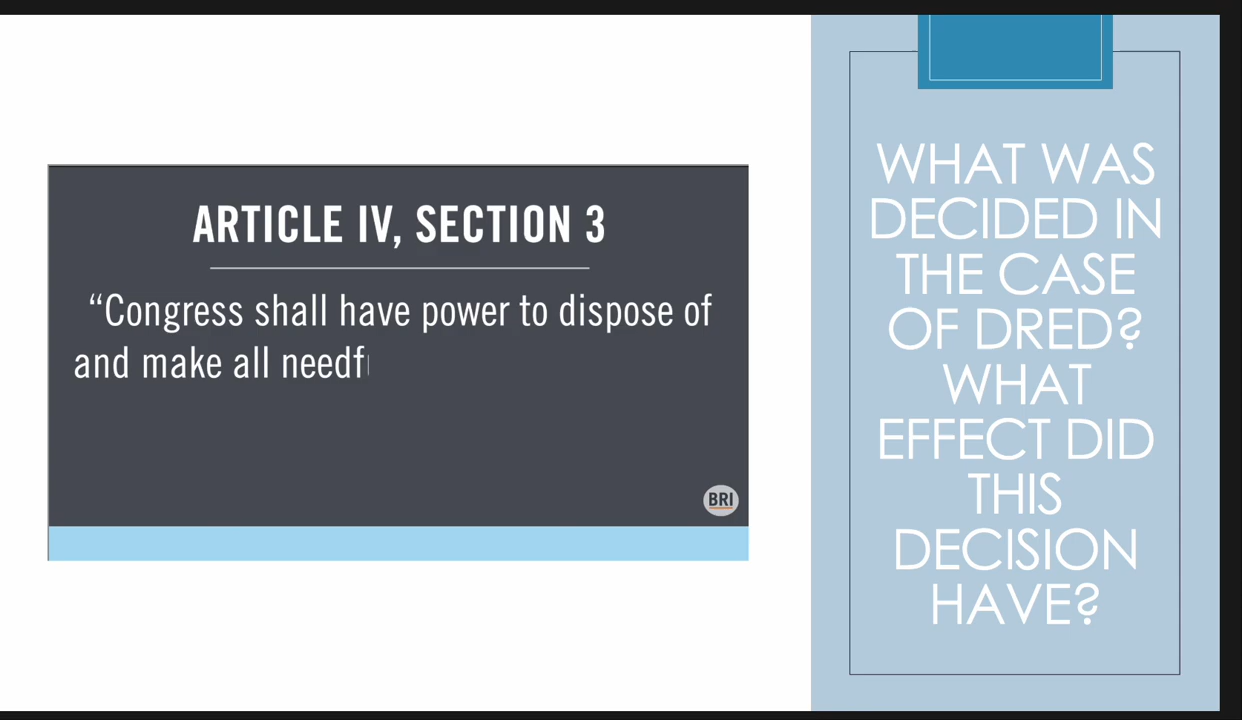 ARTICLE IV, SECTION 3
“Congress shall have power to dispose of
and make all needf
BRI
WHAT WAS
DECIDED IN
THE CASE
OF DRED?
WHAT
EFFECT DID
THIS
DECISION
HAVE?